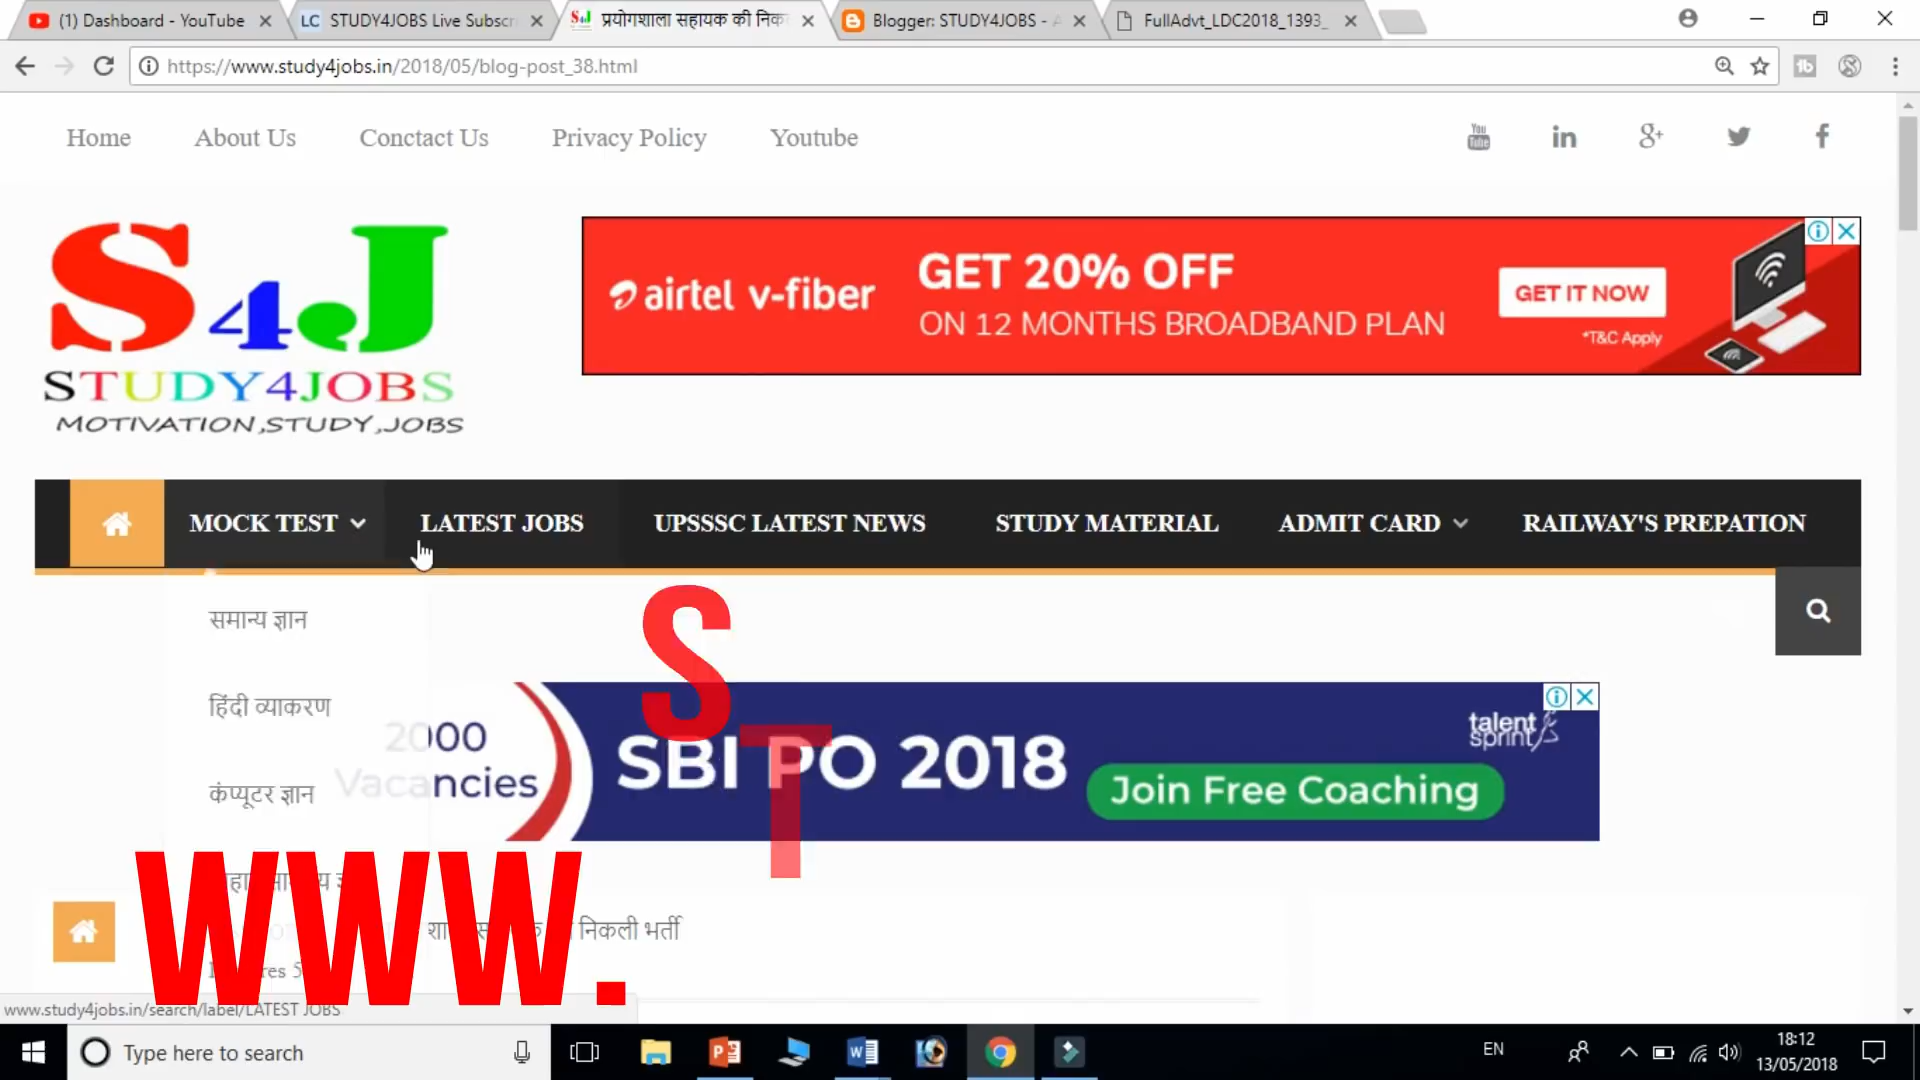 (1) Dashboard - YouTube
LC STUDY4JOBS Live Subscr
S4J प्रयोगशाला सहायक की निक
Blogger: STUDY4JOBS -
FullAdvt_LDC2018_1393_
https://www.study4jobs.in/2018/05/blog-post_38.html
Home About Us Conctact Us Privacy Policy Youtube
You Tube in g+ f
S4J
STUDY4JOBS
MOTIVATION,STUDY,JOBS
airtel v-fiber
GET 20% OFF
ON 12 MONTHS BROADBAND PLAN
GET IT NOW
*T&C Apply
MOCK TEST LATEST JOBS UPSSSC LATEST NEWS STUDY MATERIAL ADMIT CARD RAILWAY'S PREPATION
समान्य ज्ञान
हिंदी व्याकरण
कंप्यूटर ज्ञान
2000
Vacancies
SBI PO 2018
talent
sprint
Join Free Coaching
S
T
WWW.
निकली भर्ती
www.study4jobs.in/search/label/LATEST JOBS
Type here to search
EN
18:12
13/05/2018